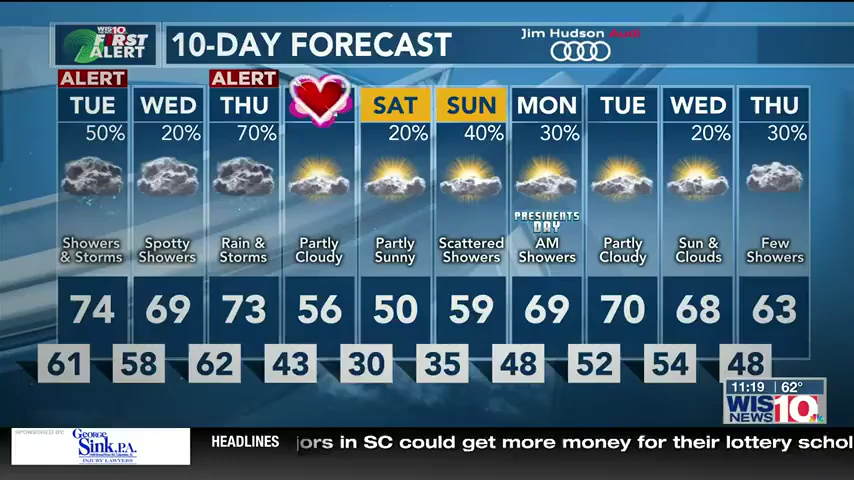 WIS 10
FIRST
ALERT
10-DAY FORECAST
Jim Hudson Audi
ALERT
ALERT
TUE WED THU SAT SUN MON TUE WED THU
50% 20% 70% 20% 40% 30% 20% 30%
PRESIDENTS
DAY
Showers Spotty Rain & Partly Partly Scattered AM Partly Sun & Few
& Storms Showers Storms Cloudy Sunny Showers Showers Cloudy Clouds Showers
74 69 73 56 50 59 69 70 68 63
61 58 62 43 30 35 48 52 54 48
11:19 62°
WIS
NEWS 10
SPONSORED BY:
George
Sink, P.A.
INJURY LAWYERS
HEADLINES jors in SC could get more money for their lottery schol